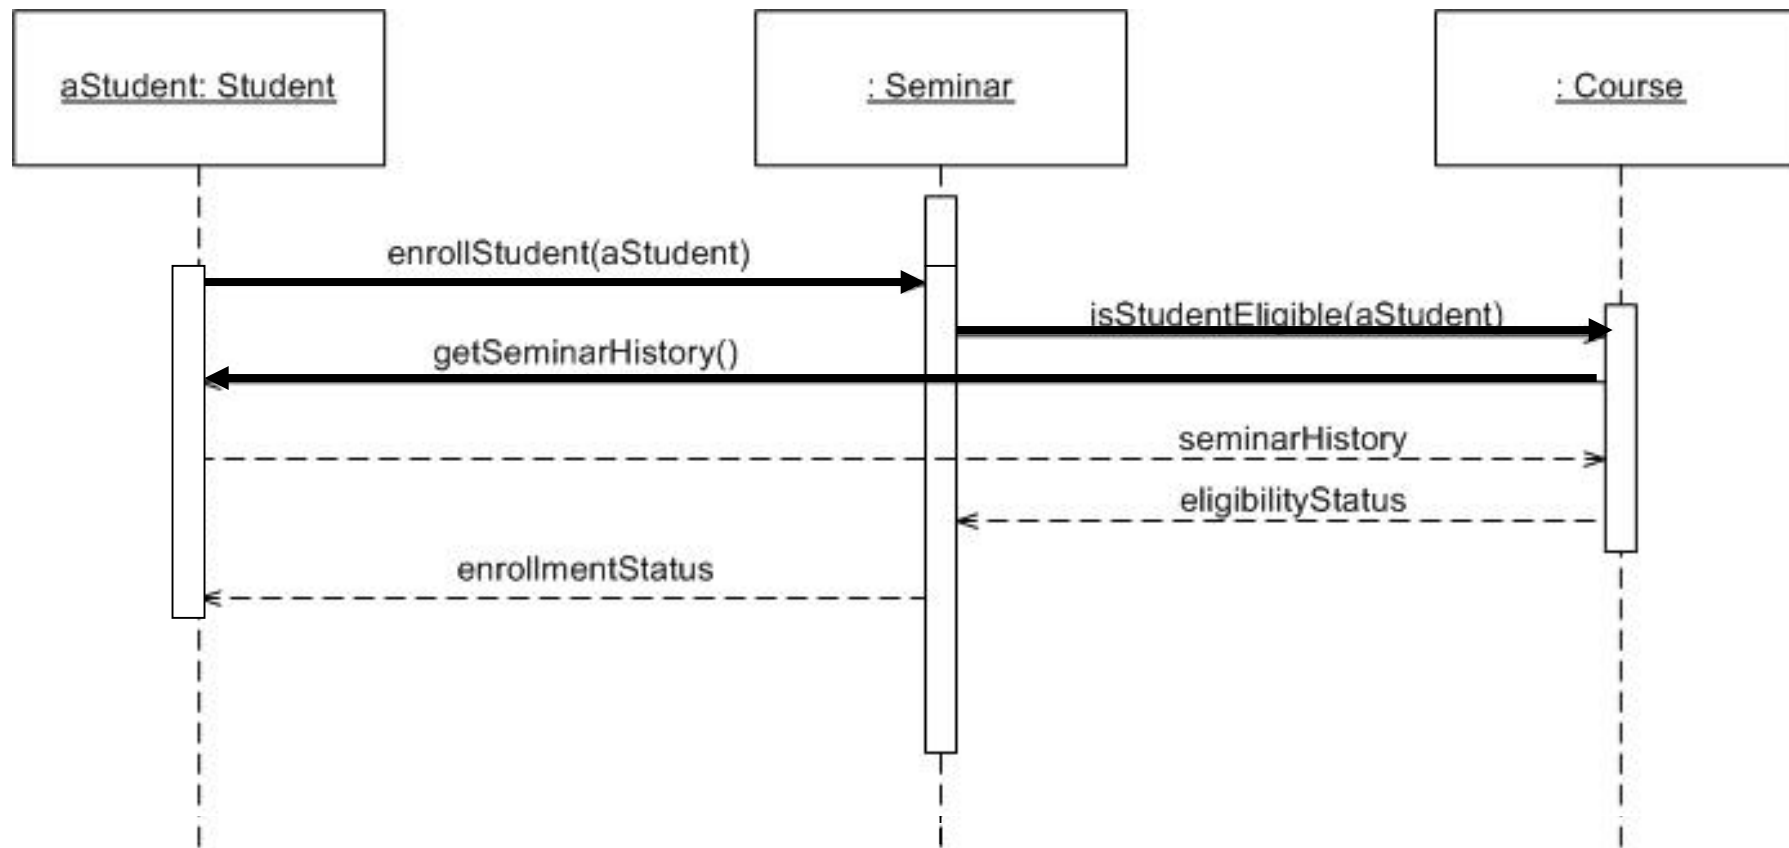 aStudent: Student
: Seminar
: Course
enrollStudent(aStudent)
isStudentEligible(aStudent)
getSeminarHistory()
seminarHistory
eligibilityStatus
enrollmentStatus